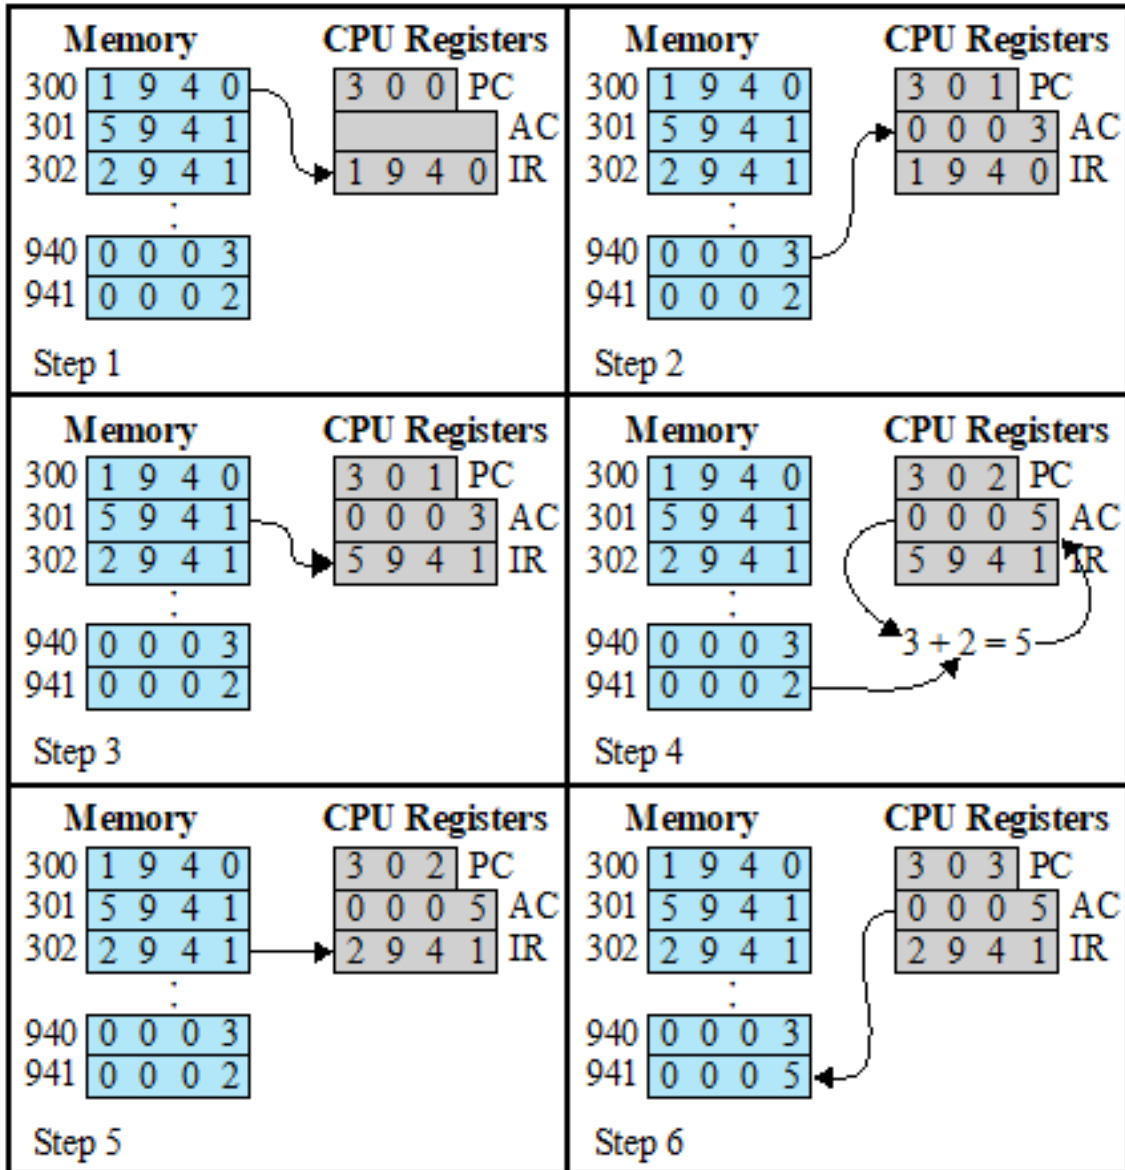 Memory CPU Registers
300 1 9 4 0 3 0 0 PC
301 5 9 4 1 AC
302 2 9 4 1 1 9 4 0 IR
:
940 0 0 0 3
941 0 0 0 2
Step 1
Memory CPU Registers
300 1 9 4 0 3 0 1 PC
301 5 9 4 1 0 0 0 3 AC
302 2 9 4 1 1 9 4 0 IR
:
940 0 0 0 3
941 0 0 0 2
Step 2
Memory CPU Registers
300 1 9 4 0 3 0 1 PC
301 5 9 4 1 0 0 0 3 AC
302 2 9 4 1 5 9 4 1 IR
:
940 0 0 0 3
941 0 0 0 2
Step 3
Memory CPU Registers
300 1 9 4 0 3 0 2 PC
301 5 9 4 1 0 0 0 5 AC
302 2 9 4 1 5 9 4 1 IR
:
940 0 0 0 3 3 + 2 = 5
941 0 0 0 2
Step 4
Memory CPU Registers
300 1 9 4 0 3 0 2 PC
301 5 9 4 1 0 0 0 5 AC
302 2 9 4 1 2 9 4 1 IR
:
940 0 0 0 3
941 0 0 0 2
Step 5
Memory CPU Registers
300 1 9 4 0 3 0 3 PC
301 5 9 4 1 0 0 0 5 AC
302 2 9 4 1 2 9 4 1 IR
:
940 0 0 0 3
941 0 0 0 5
Step 6